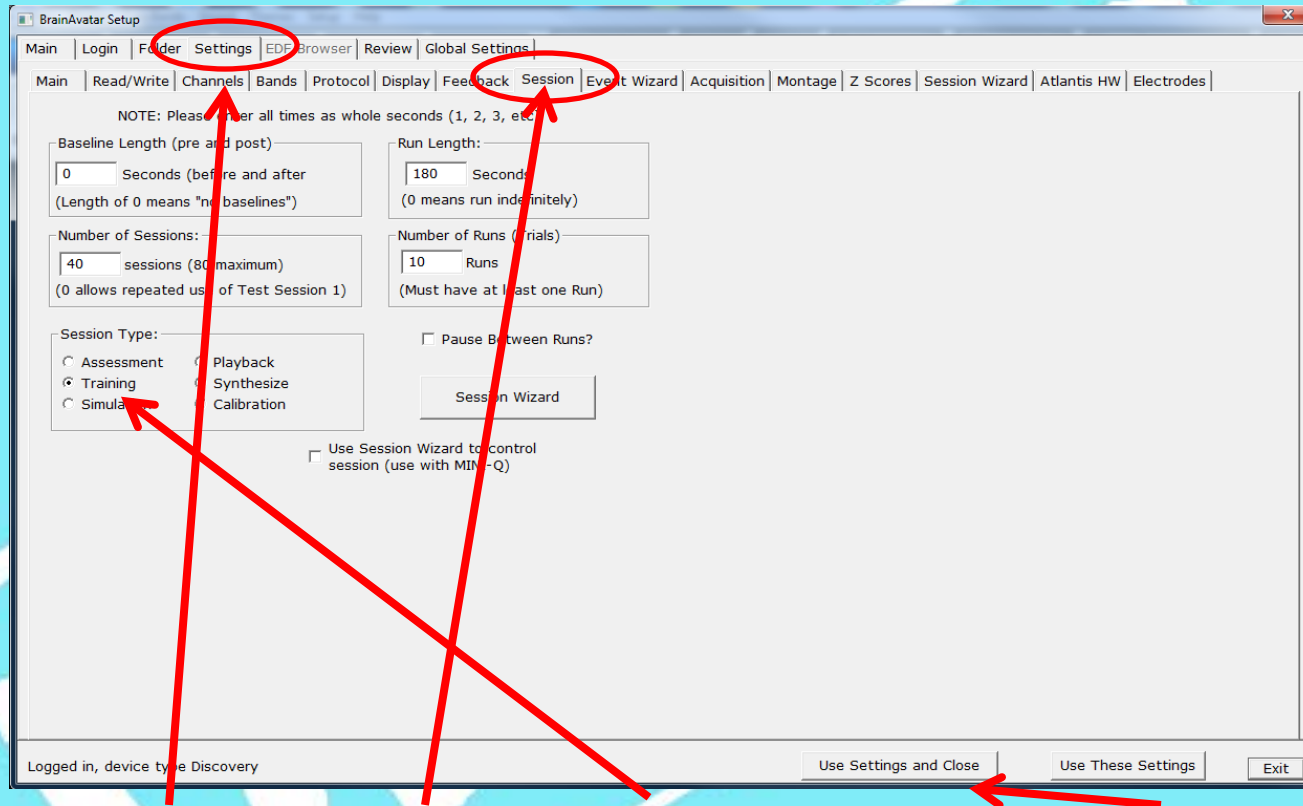 BrainAvatar Setup
Main Login Folder Settings EDF Browser Review Global Settings
Main Read/Write Channels Bands Protocol Display Feedback Session Event Wizard Acquisition Montage Z Scores Session Wizard Atlantis HW Electrodes
NOTE: Please enter all times as whole seconds (1, 2, 3, etc
Baseline Length (pre and post)
0 Seconds (before and after
(Length of 0 means "no baselines")
Run Length:
180 Seconds
(0 means run indefinitely)
Number of Sessions:
40 sessions (80 maximum)
(0 allows repeated use of Test Session 1)
Number of Runs (Trials)
10 Runs
(Must have at least one Run)
Session Type:
Assessment Playback
Training Synthesize
Simulation Calibration
Pause Between Runs?
Session Wizard
Use Session Wizard to control
session (use with MINI-Q)
Logged in, device type Discovery
Use Settings and Close Use These Settings Exit